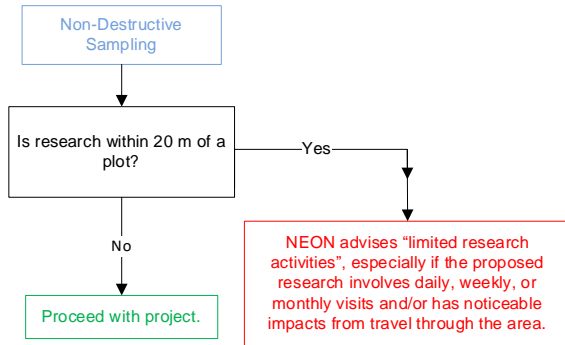 Non-Destructive
Sampling
Is research within 20 m of a
plot?
Yes
No
NEON advises “limited research
activities”, especially if the proposed
research involves daily, weekly, or
monthly visits and/or has noticeable
impacts from travel through the area.
Proceed with project.